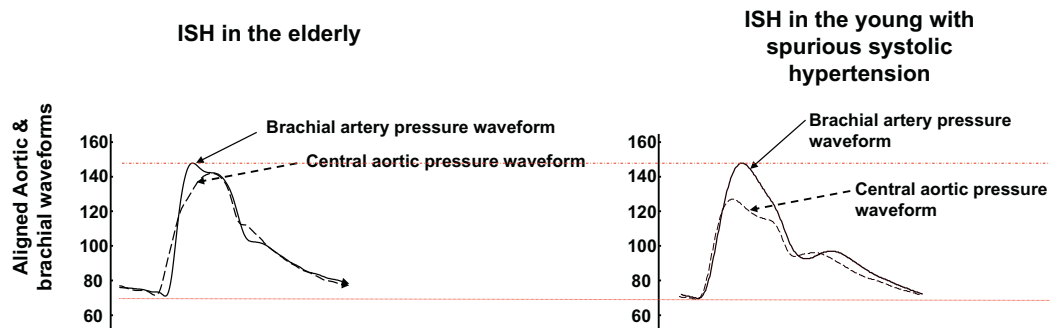 ISH in the elderly
ISH in the young with
spurious systolic
hypertension
Aligned Aortic &
brachial waveforms
160
140
120
100
80
60
Brachial artery pressure waveform
Central aortic pressure waveform
160
140
120
100
80
60
Brachial artery pressure
waveform
Central aortic pressure
waveform